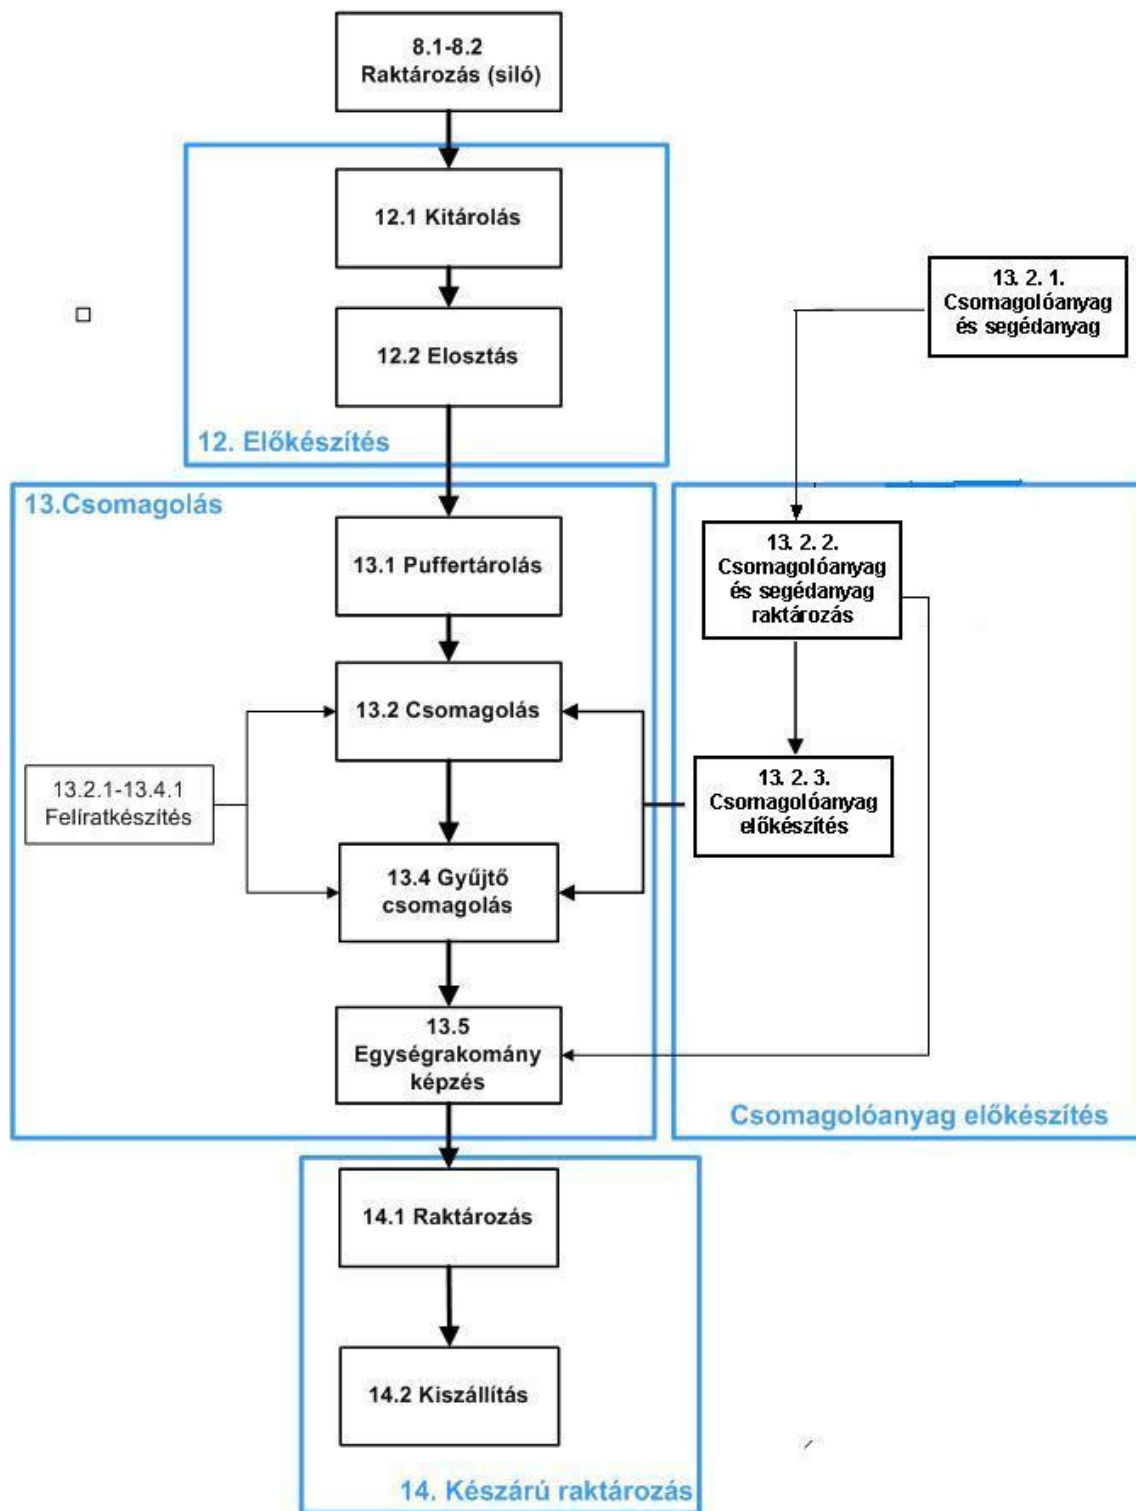 8.1-8.2
Raktározás (siló)
12.1 Kitárolás
12.2 Elosztás
12. Előkészítés
13. 2. 1.
Csomagolóanyag
és segédanyag
13.Csomagolás
13.1 Puffertárolás
13.2 Csomagolás
13.2.1-13.4.1
Felíratkészítés
13.4 Gyűjtő
csomagolás
13.5
Egységrakomány
képzés
13. 2. 2.
Csomagolóanyag
és segédanyag
raktározás
13. 2. 3.
Csomagolóanyag
előkészítés
Csomagolóanyag előkészítés
14.1 Raktározás
14.2 Kiszállítás
14. Készárú raktározás